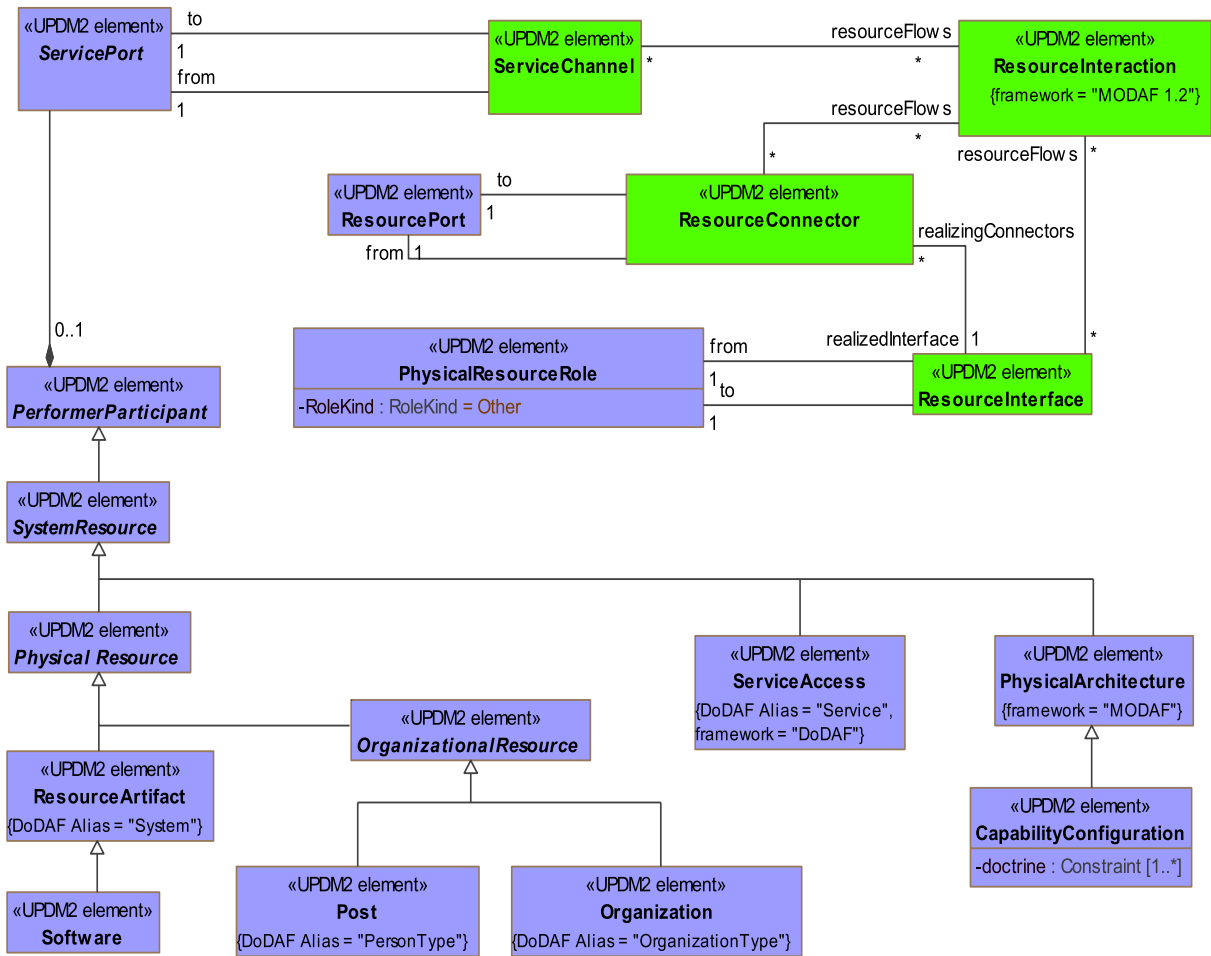 «UPDM2 element»
ServicePort
to
1
from
1
«UPDM2 element»
ServiceChannel
*
resourceFlows
*
«UPDM2 element»
ResourceInteraction
{framework = "MODAF 1.2"}
resourceFlows
*
*
resourceFlows
*
«UPDM2 element»
ResourcePort
to
1
from
1
«UPDM2 element»
ResourceConnector
realizingConnectors
*
0..1
realizedInterface
1
*
«UPDM2 element»
PhysicalResourceRole
-RoleKind : RoleKind = Other
from
1
to
1
«UPDM2 element»
ResourceInterface
«UPDM2 element»
PerformerParticipant
«UPDM2 element»
SystemResource
«UPDM2 element»
Physical Resource
«UPDM2 element»
ServiceAccess
{DoDAF Alias = "Service",
framework = "DoDAF"}
«UPDM2 element»
PhysicalArchitecture
{framework = "MODAF"}
«UPDM2 element»
OrganizationalResource
«UPDM2 element»
ResourceArtifact
{DoDAF Alias = "System"}
«UPDM2 element»
CapabilityConfiguration
-doctrine : Constraint [1..*]
«UPDM2 element»
Software
«UPDM2 element»
Post
{DoDAF Alias = "PersonType"}
«UPDM2 element»
Organization
{DoDAF Alias = "OrganizationType"}